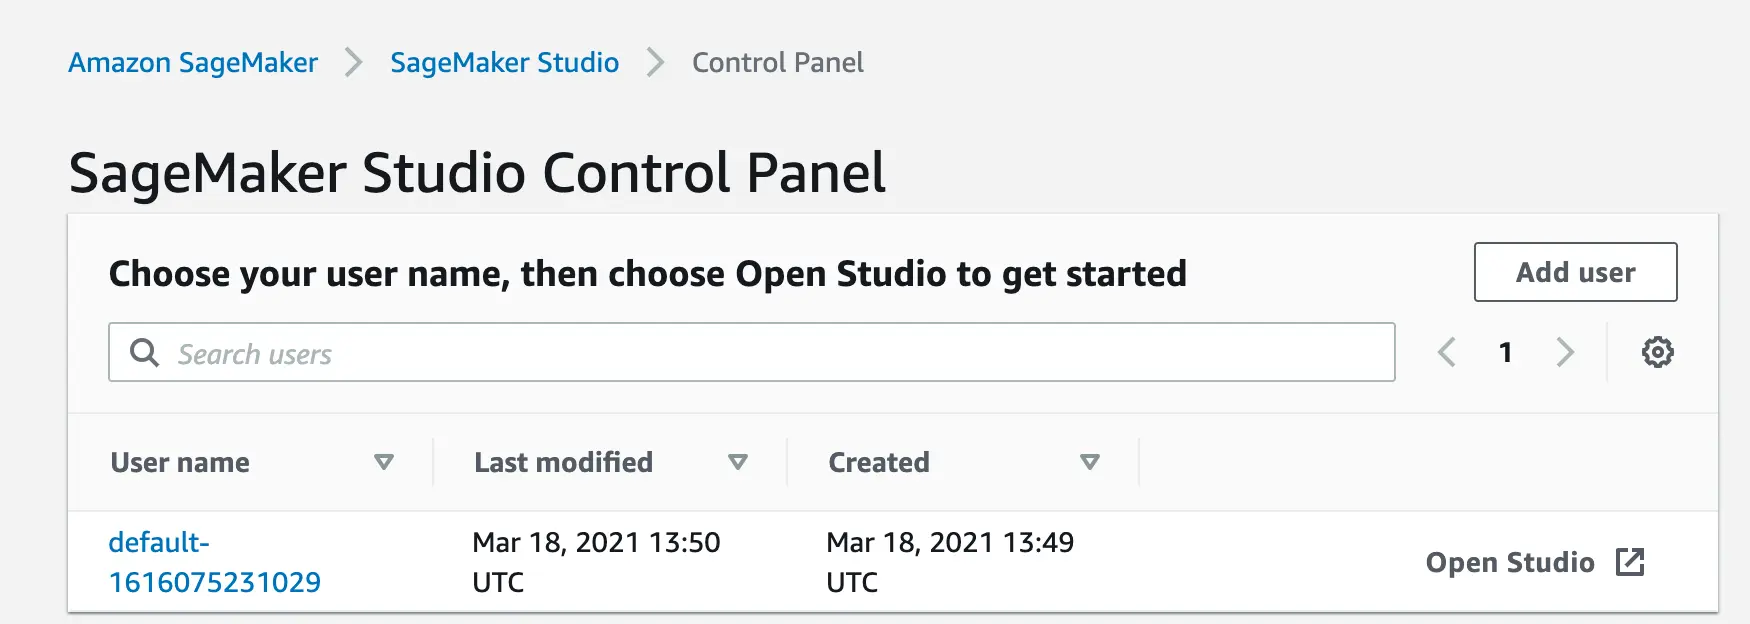 Amazon SageMaker SageMaker Studio Control Panel
SageMaker Studio Control Panel
Choose your user name, then choose Open Studio to get started
Add user
Search users
1
User name Last modified Created
default- Mar 18, 2021 13:50 Mar 18, 2021 13:49
Open Studio
1616075231029 UTC UTC